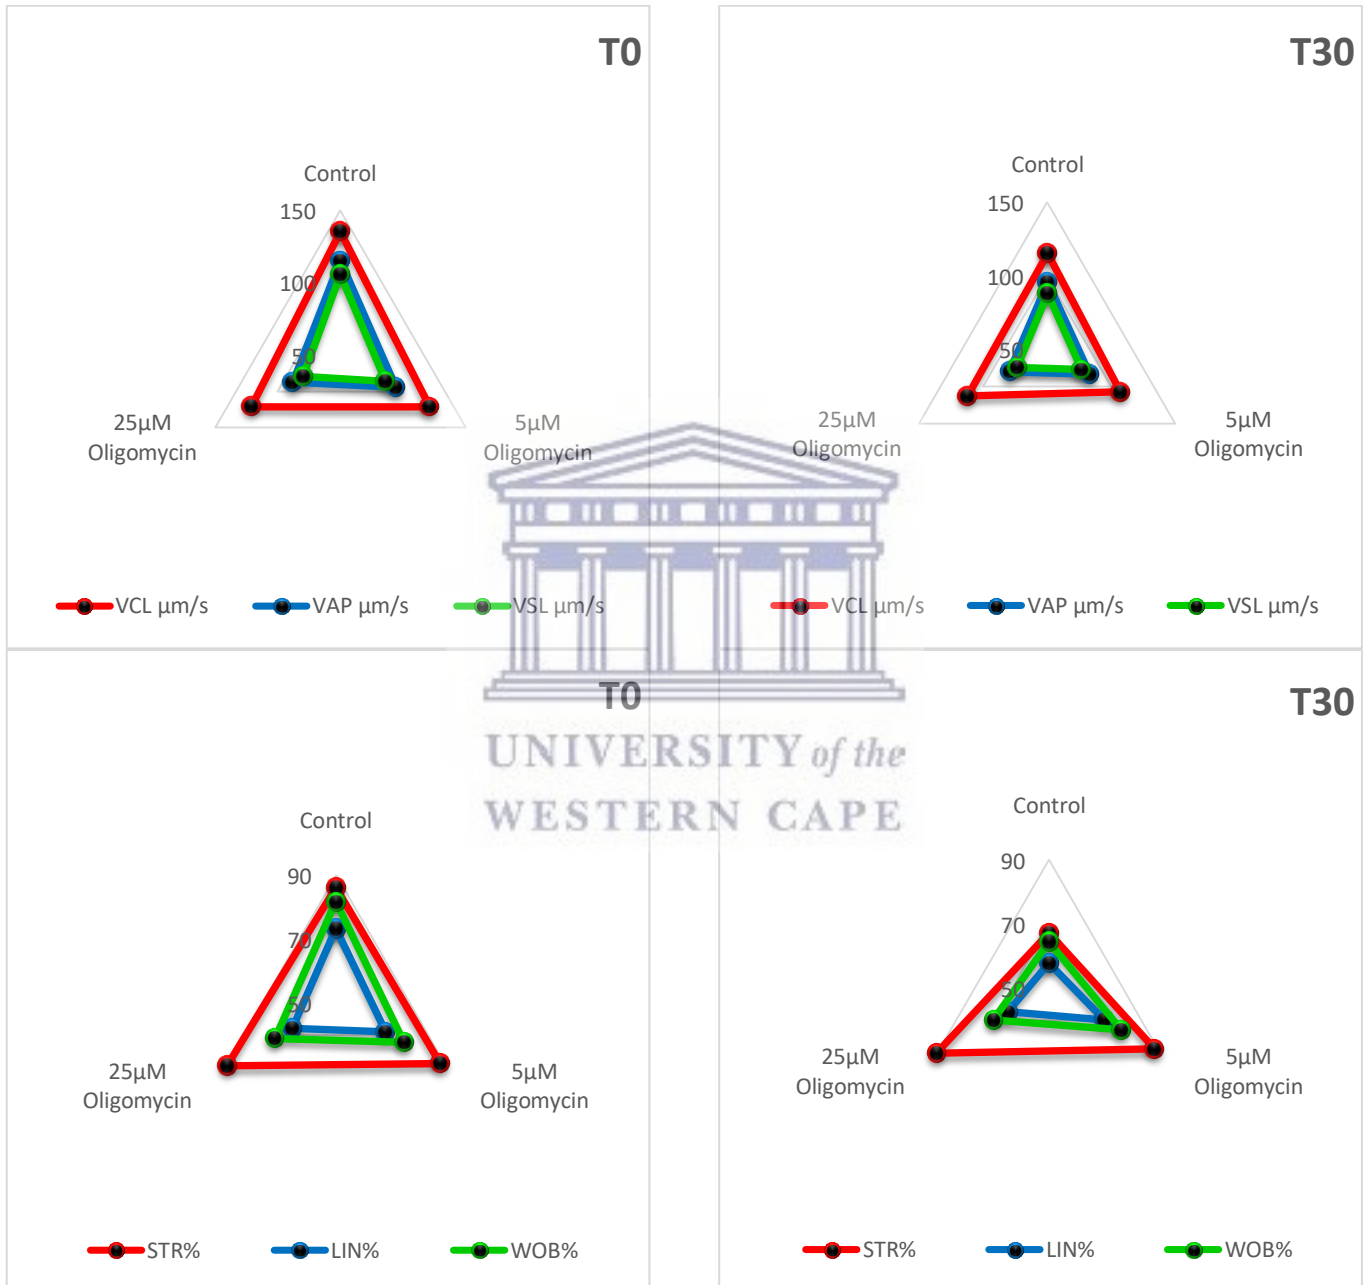 T0
Control
150
100
50
25µM
Oligomycin
5µM
Oligomycin
VCL µm/s
VAP µm/s
VSL µm/s
T30
Control
150
100
50
25µM
Oligomycin
5µM
Oligomycin
VCL µm/s
VAP µm/s
VSL µm/s
UNIVERSITY of the
WESTERN CAPE
T0
Control
90
70
50
25µM
Oligomycin
5µM
Oligomycin
STR%
LIN%
WOB%
T30
Control
90
70
50
25µM
Oligomycin
5µM
Oligomycin
STR%
LIN%
WOB%